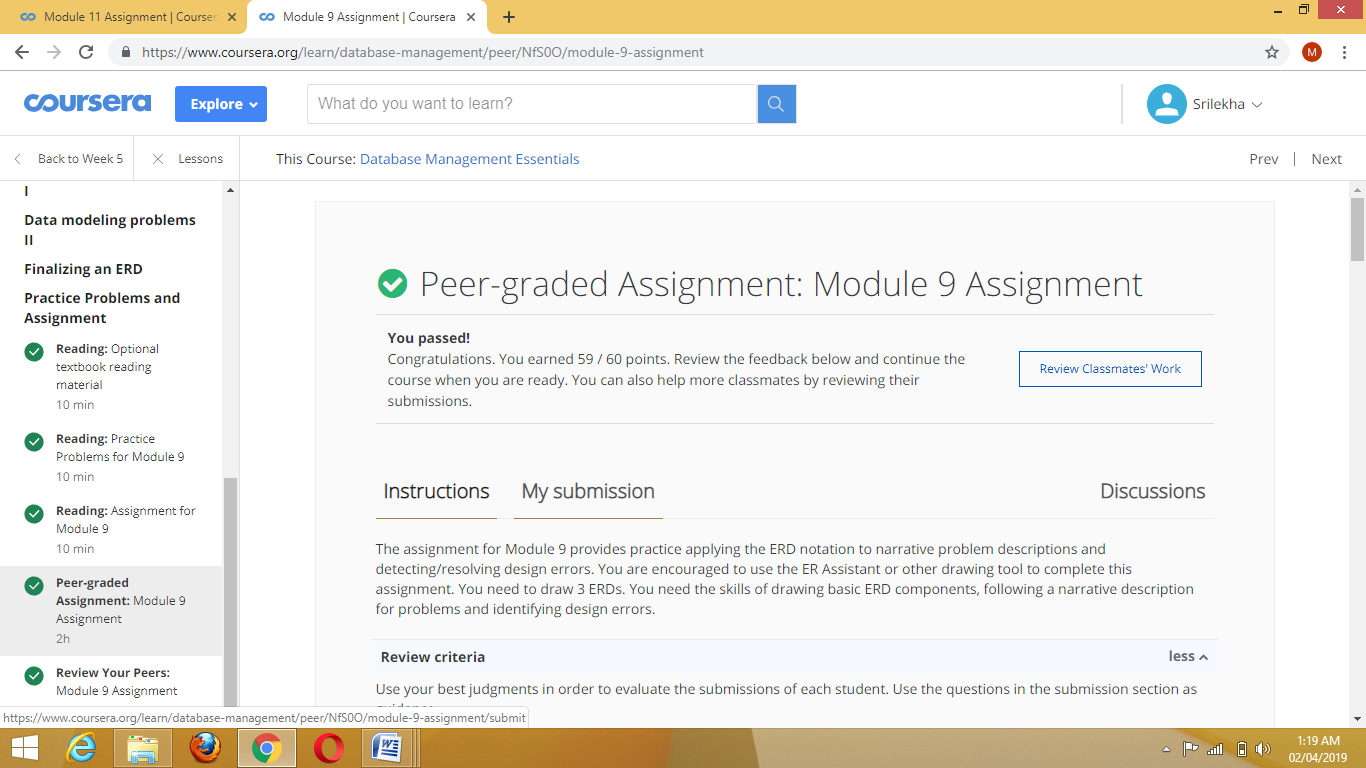 Module 11 Assignment | Courser
Module 9 Assignment | Coursera
https://www.coursera.org/learn/database-management/peer/NfS0O/module-9-assignment
M
coursera
Explore
What do you want to learn?
Srilekha
Back to Week 5
Lessons
This Course: Database Management Essentials
Prev | Next
I
Data modeling problems
II
Finalizing an ERD
Practice Problems and
Assignment
Reading: Optional
textbook reading
material
10 min
Reading: Practice
Problems for Module 9
10 min
Reading: Assignment for
Module 9
10 min
Peer-graded
Assignment: Module 9
Assignment
2h
Review Your Peers:
Module 9 Assignment
Peer-graded Assignment: Module 9 Assignment
You passed!
Congratulations. You earned 59 / 60 points. Review the feedback below and continue the
course when you are ready. You can also help more classmates by reviewing their
submissions.
Review Classmates' Work
Instructions
My submission
Discussions
The assignment for Module 9 provides practice applying the ERD notation to narrative problem descriptions and
detecting/resolving design errors. You are encouraged to use the ER Assistant or other drawing tool to complete this
assignment. You need to draw 3 ERDs. You need the skills of drawing basic ERD components, following a narrative description
for problems and identifying design errors.
Review criteria
less
Use your best judgments in order to evaluate the submissions of each student. Use the questions in the submission section as
https://www.coursera.org/learn/database-management/peer/NfS0O/module-9-assignment/submit
1:19 AM
02/04/2019